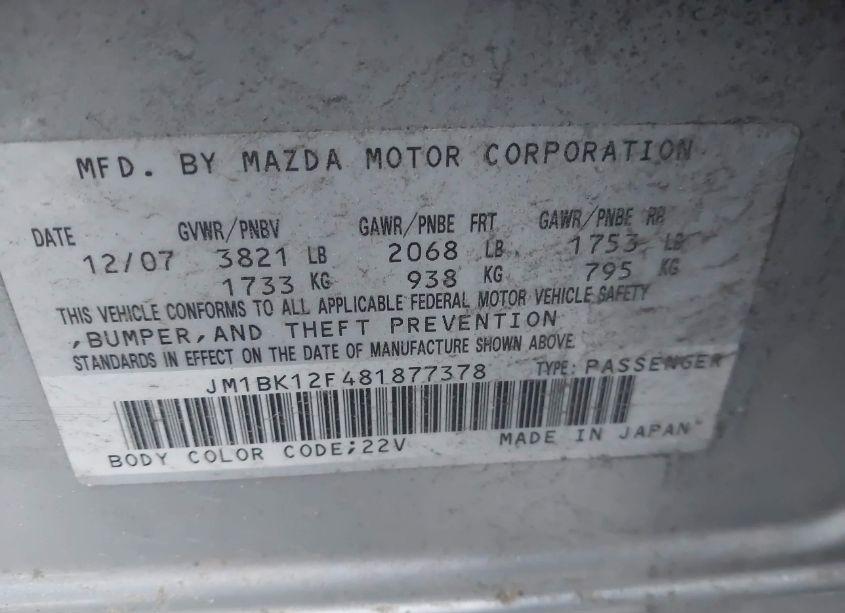 MFD. BY MAZDA MOTOR CORPORATION
DATE GVWR/PNBV GAWR/PNBE FRT GAWR/PNBE RR
12/07 3821 LB 2068 LB 1753 LB
1733 KG 938 KG 795 KG
THIS VEHICLE CONFORMS TO ALL APPLICABLE FEDERAL MOTOR VEHICLE SAFETY
,BUMPER,AND THEFT PREVENTION
STANDARDS IN EFFECT ON THE DATE OF MANUFACTURE SHOWN ABOVE.
JM1BK12F481877378 TYPE: PASSENGER
BODY COLOR CODE;22V MADE IN JAPAN